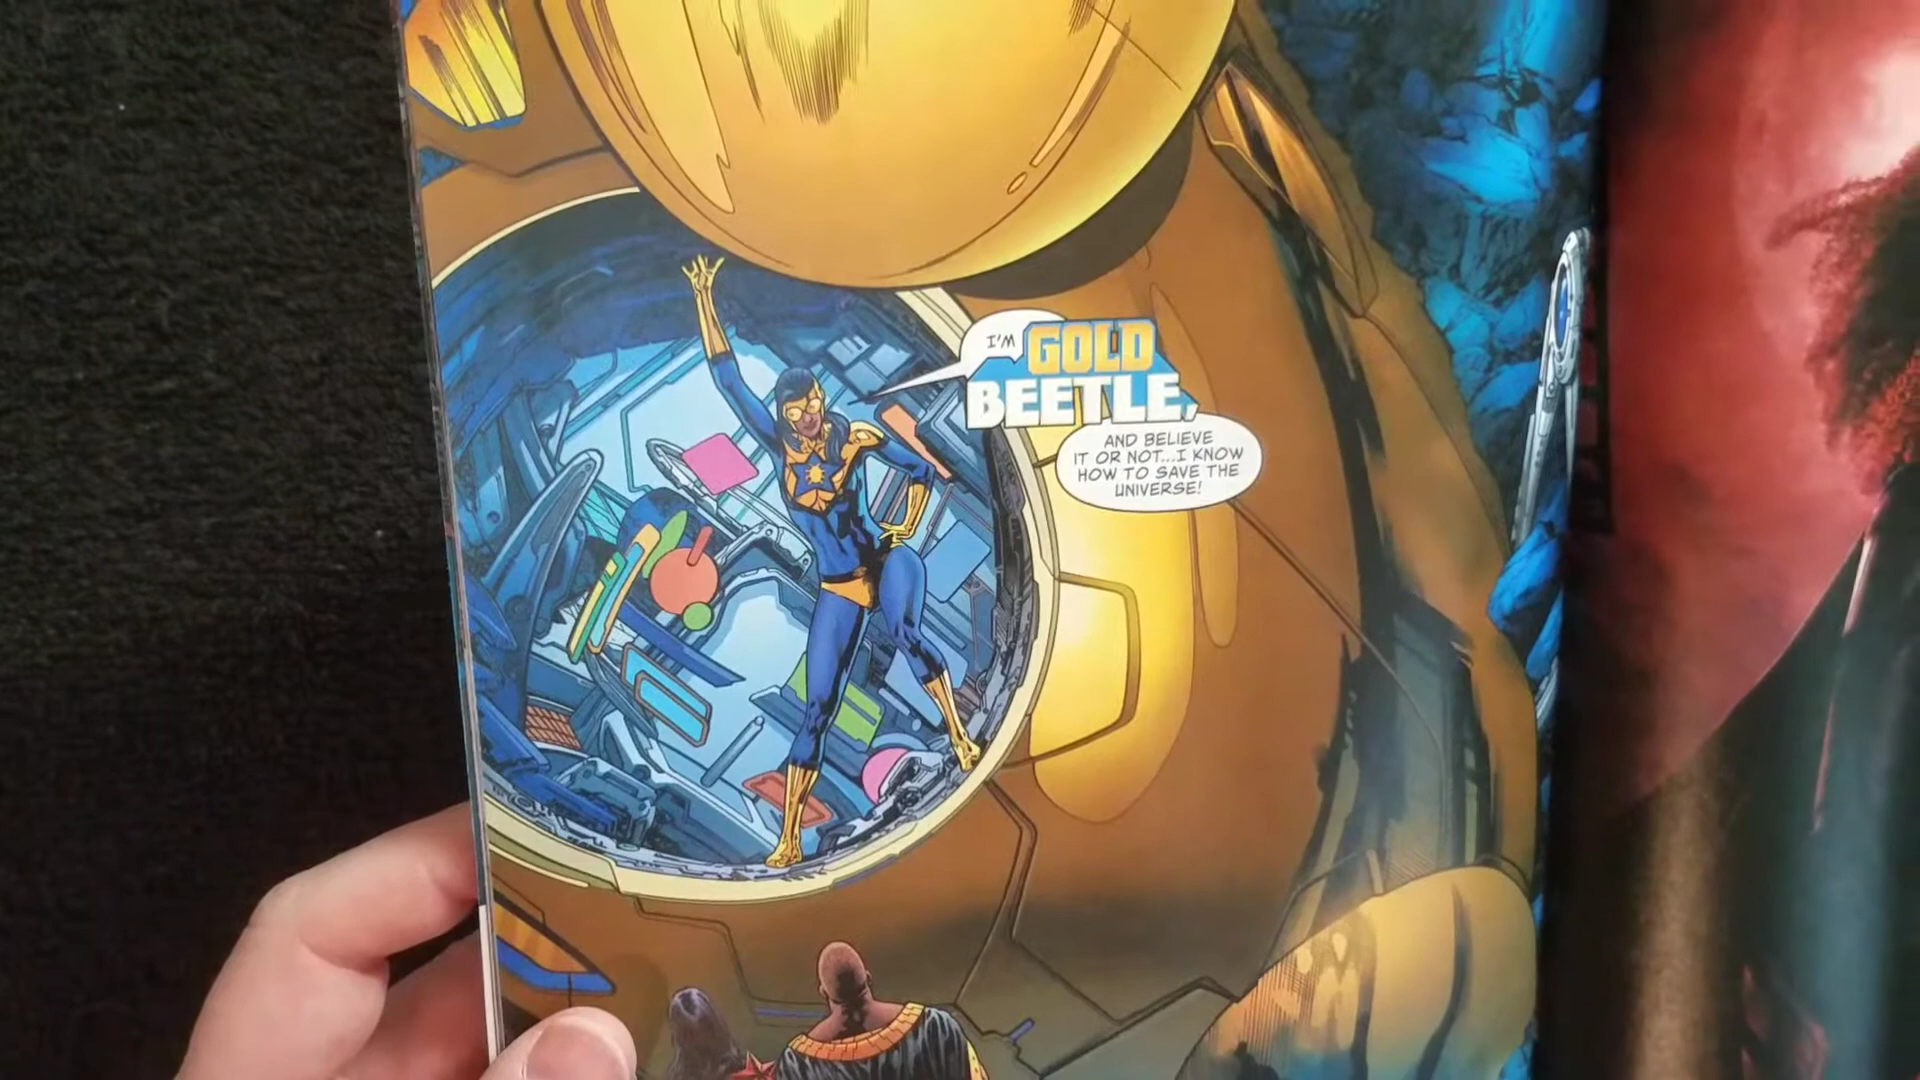 I'M GOLD
BEETLE,
AND BELIEVE
IT OR NOT...I KNOW
HOW TO SAVE THE
UNIVERSE!